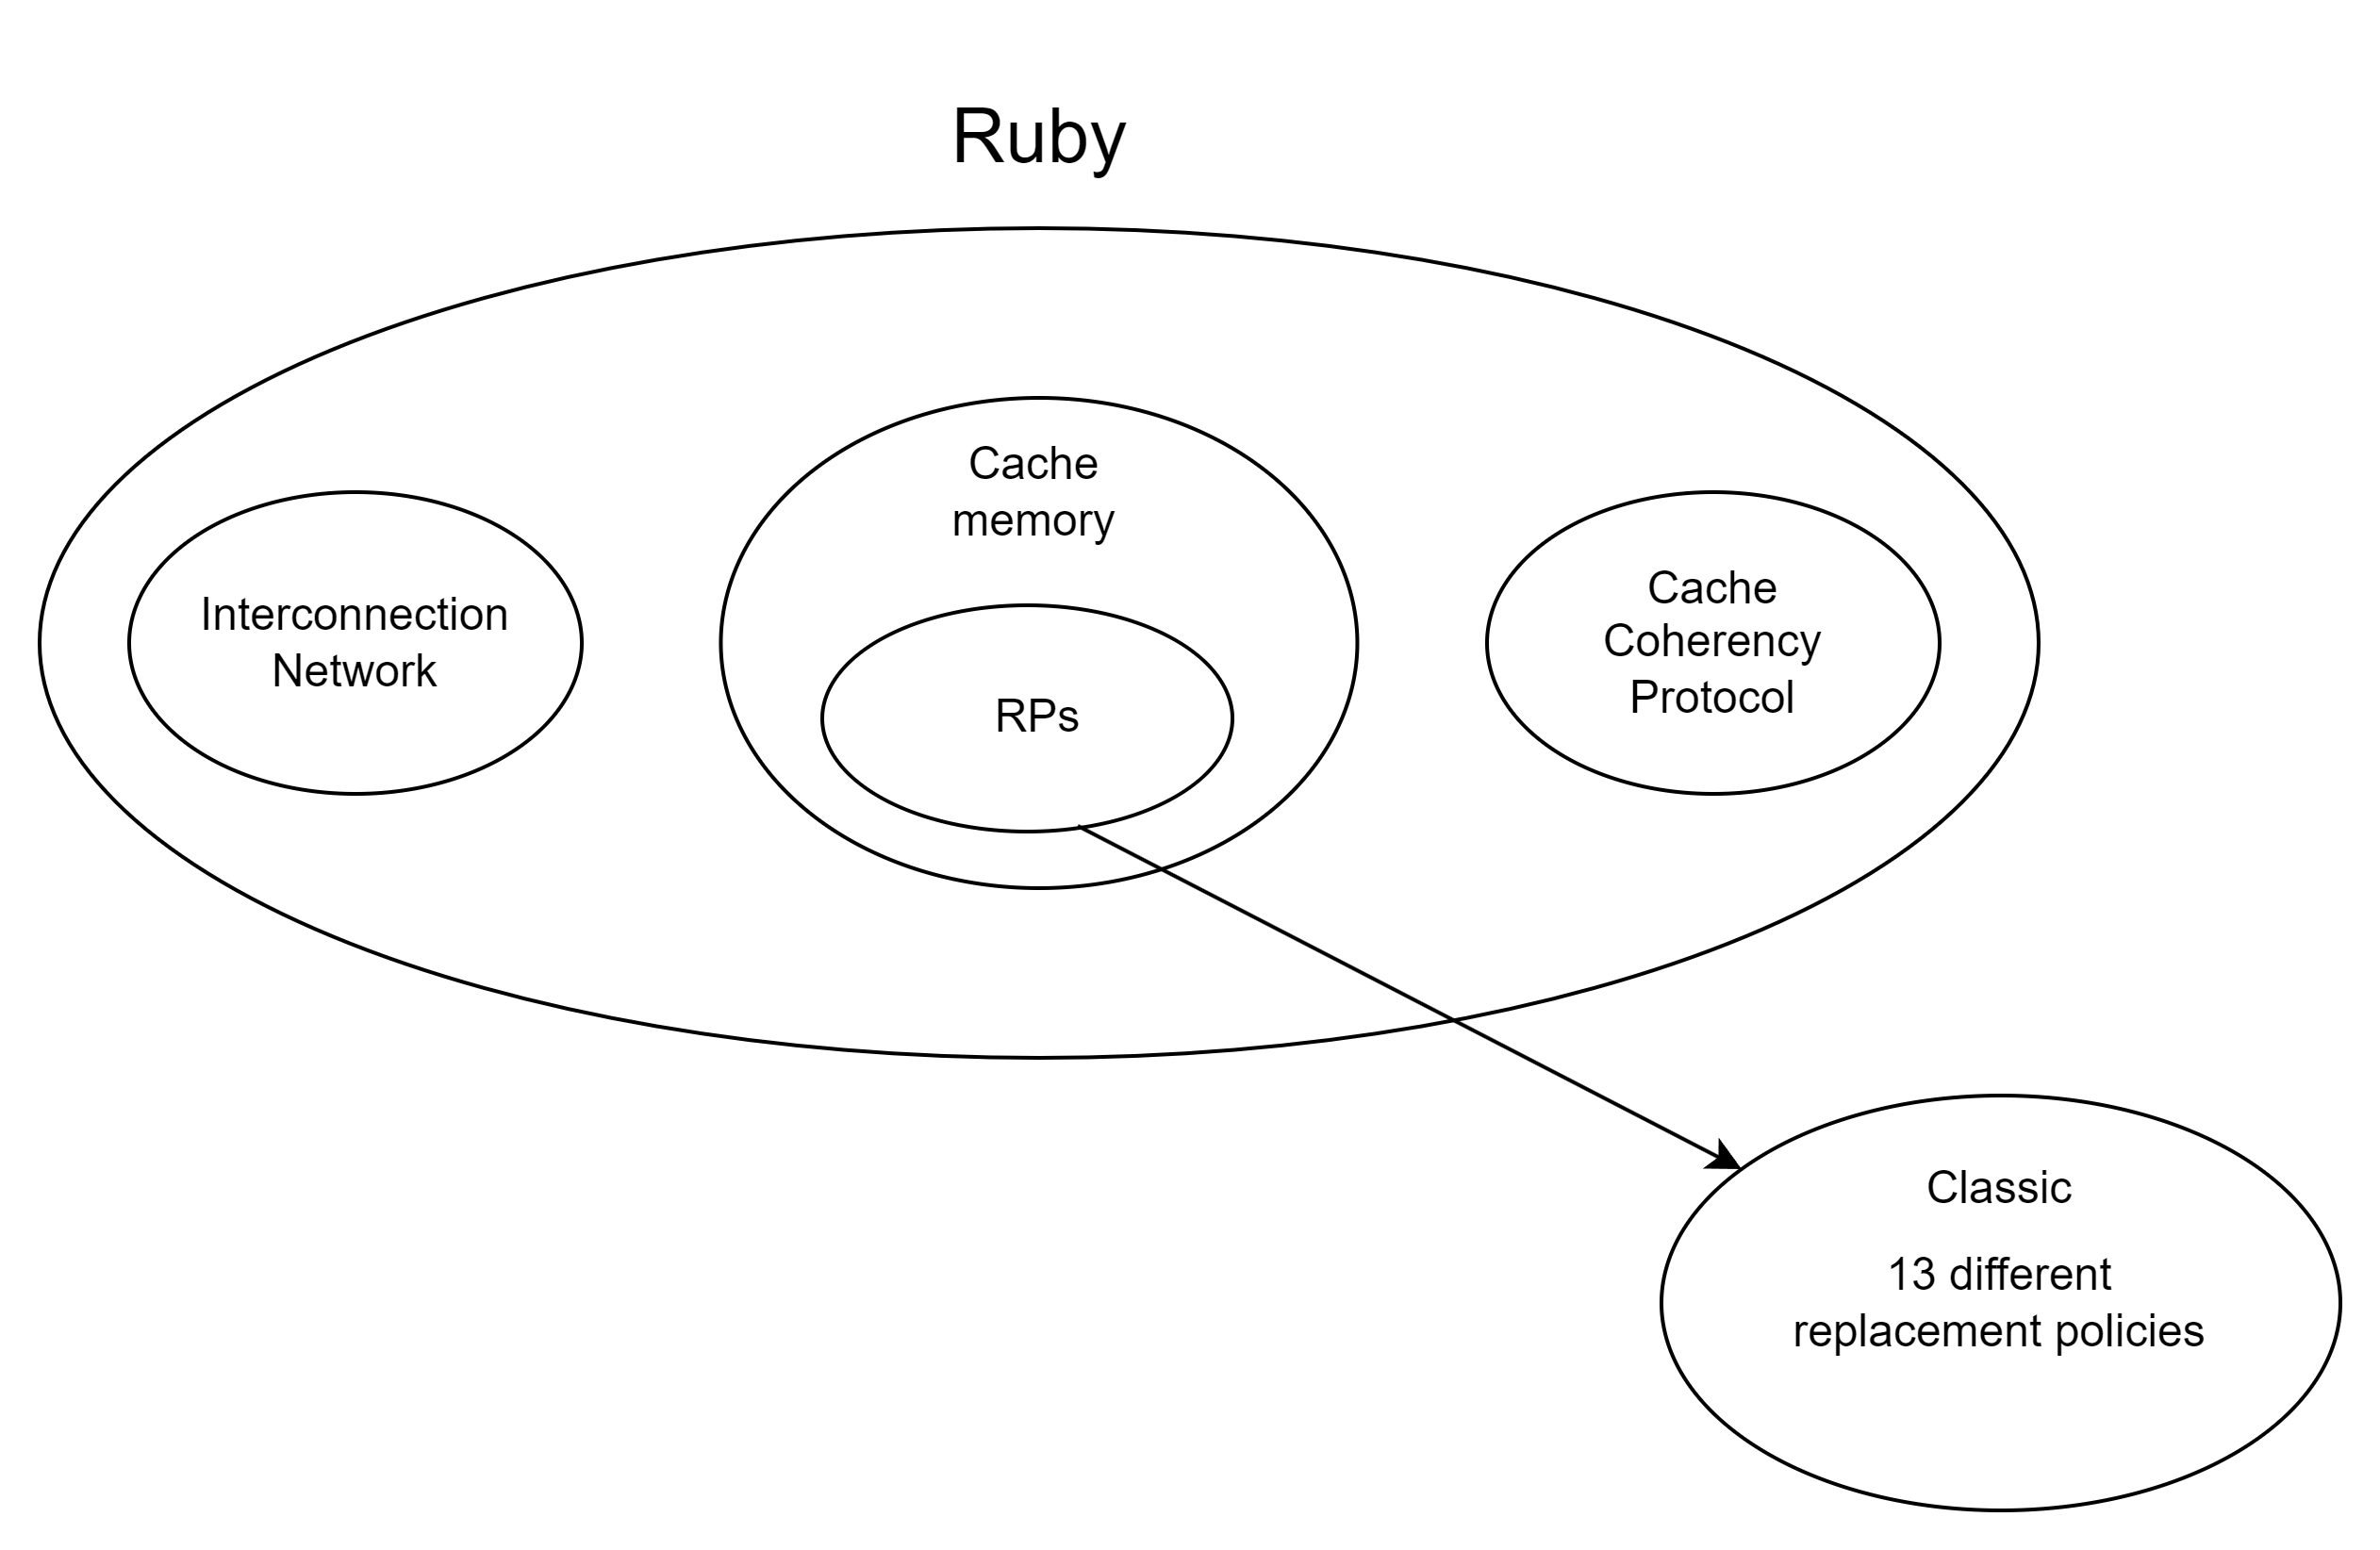 Ruby
Cache
memory
Interconnection
Network
RPs
Cache
Coherency
Protocol
Classic
13 different
replacement policies